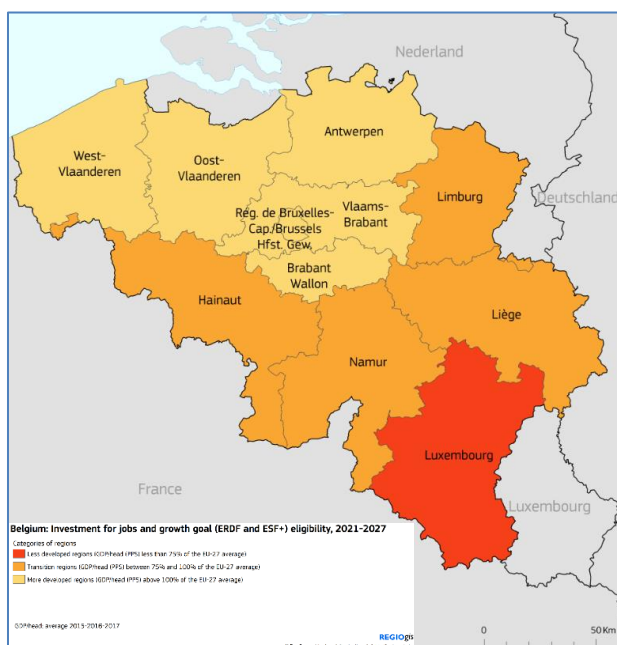 Nederland
Antwerpen
West-
Vlaanderen
Oost-
Vlaanderen
Limburg
Deutschland
Vlaams-
Brabant
Rég. de Bruxelles-
Cap./Brussels
Hfst. Gew.
Brabant
Wallon
Hainaut
Liège
Namur
Luxembourg
France
Luxembourg
Belgium: Investment for jobs and growth goal (ERDF and ESF+) eligibility, 2021-2027
Categories of regions
Less developed regions (GDP/head (PPS) less than 75% of the EU-27 average)
Transition regions (GDP/head (PPS) between 75% and 100% of the EU-27 average)
More developed regions (GDP/head (PPS) above 100% of the EU-27 average)
GDP/head: average 2015-2016-2017
REGIOgis
0 50 Km